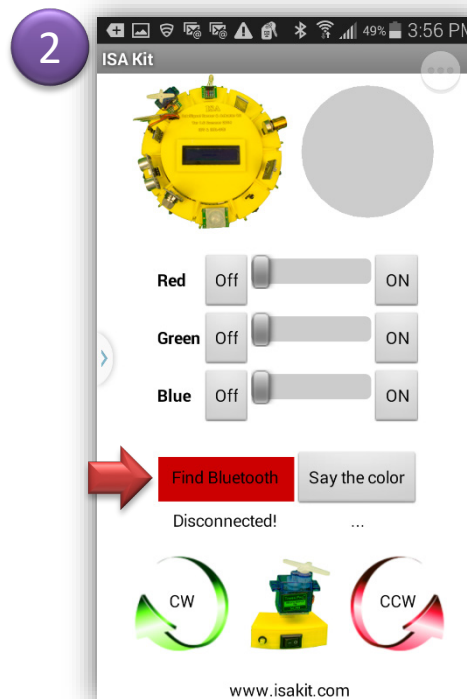 2
49% 3:56 PM
ISA Kit
ISA
Red Off ON
Green Off ON
Blue Off ON
Find Bluetooth Say the color
Disconnected! ...
CW CCW
www.isakit.com